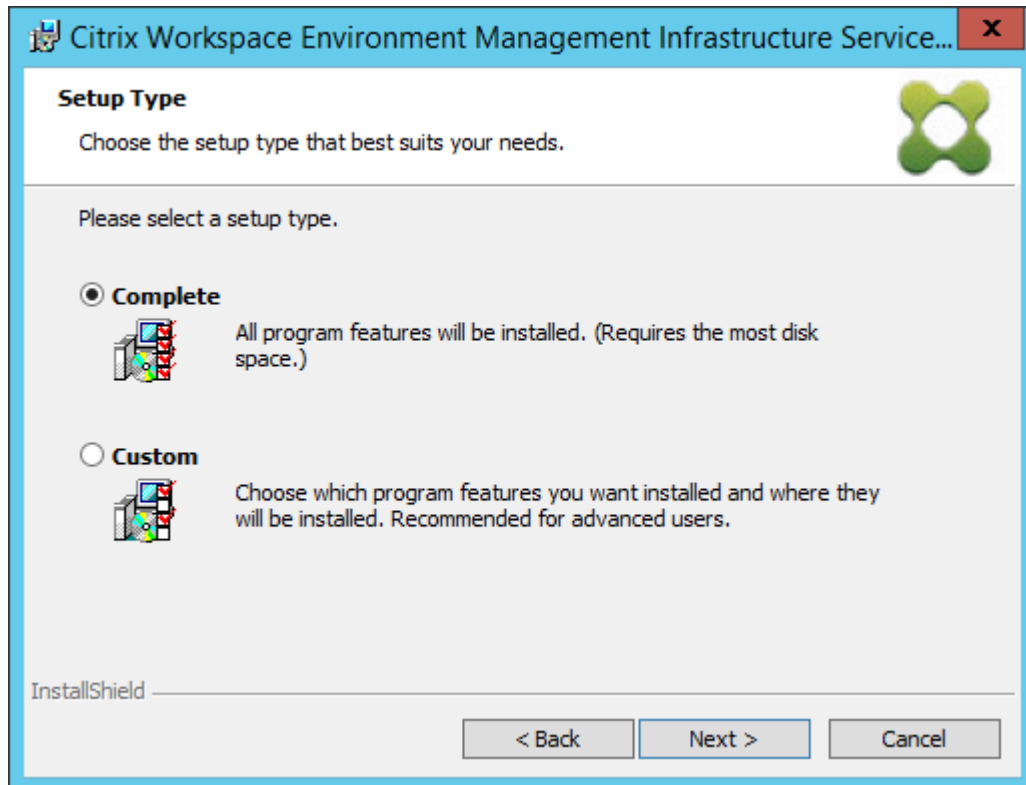 Citrix Workspace Environment Management Infrastructure Service...
Setup Type
Choose the setup type that best suits your needs.
Please select a setup type.
Complete
All program features will be installed. (Requires the most disk
space.)
Custom
Choose which program features you want installed and where they
will be installed. Recommended for advanced users.
InstallShield
< Back
Next >
Cancel